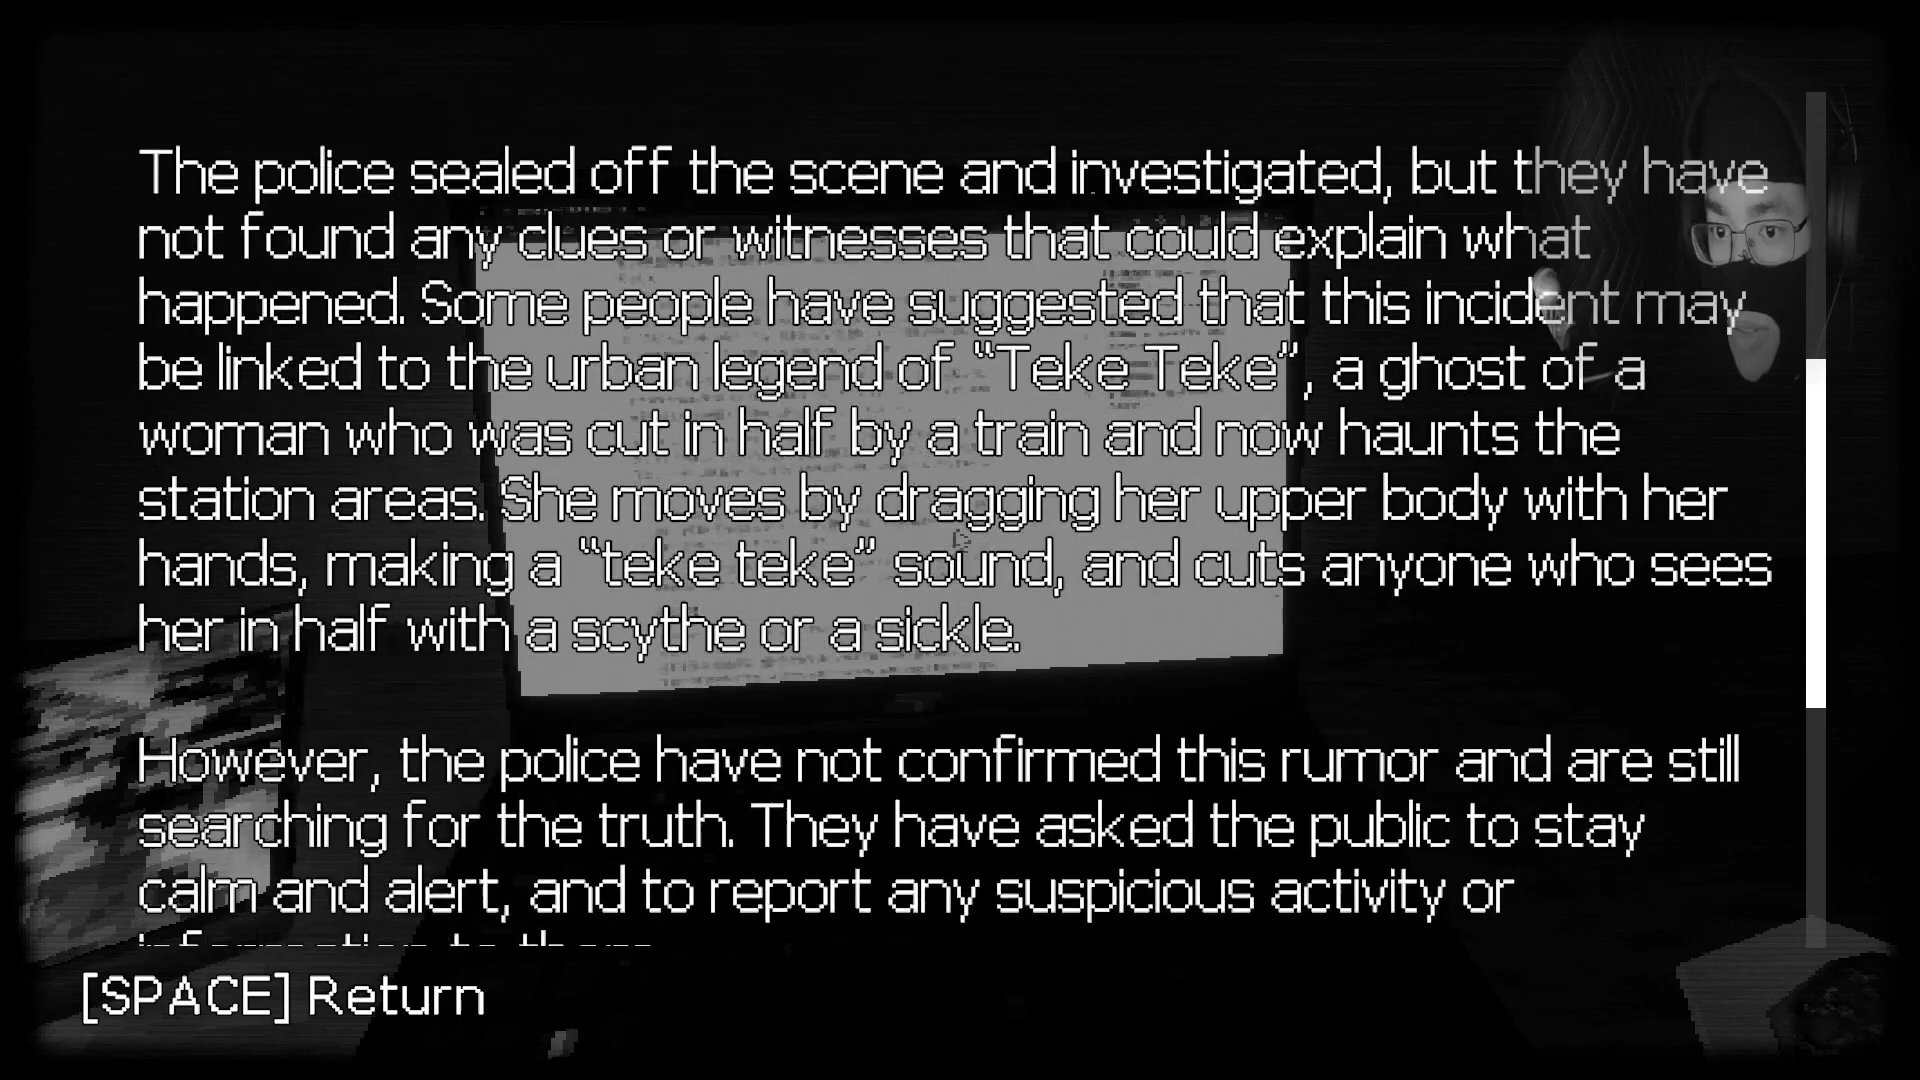 The police sealed off the scene and investigated, but they have
not found any clues or witnesses that could explain what
happened. Some people have suggested that this incident may
be linked to the urban legend of “Teke Teke”, a ghost of a
woman who was cut in half by a train and now haunts the
station areas. She moves by dragging her upper body with her
hands, making a “teke teke” sound, and cuts anyone who sees
her in half with a scythe or a sickle.
However, the police have not confirmed this rumor and are still
searching for the truth. They have asked the public to stay
calm and alert, and to report any suspicious activity or
[SPACE] Return